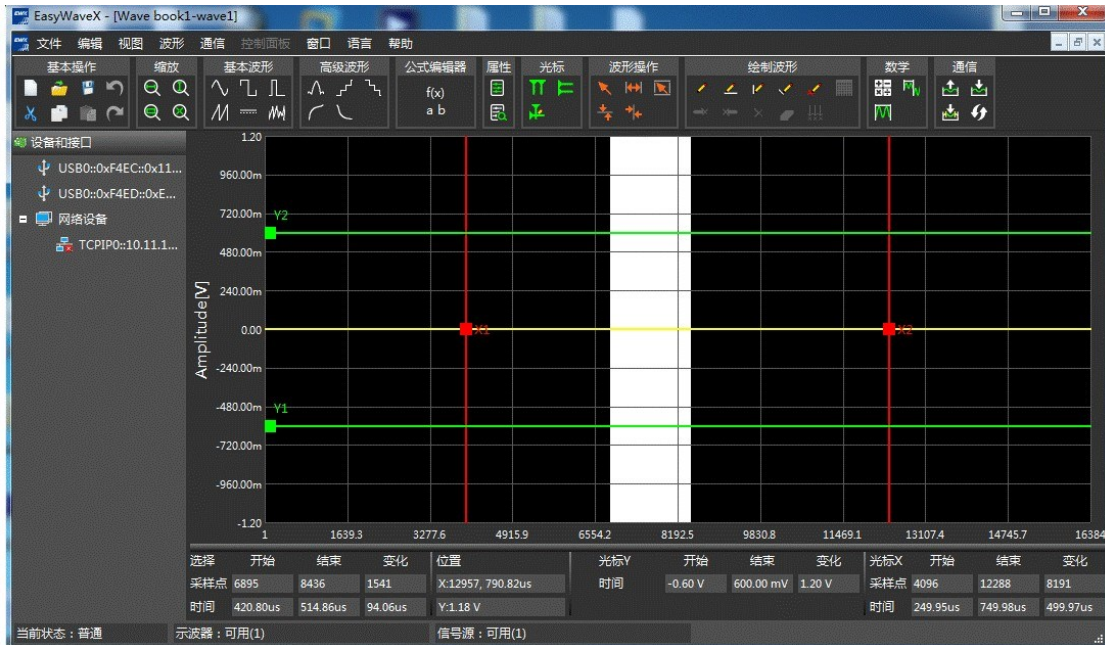 EasyWaveX - [Wave book1-wave1]
文件 编辑 视图 波形 通信 控制面板 窗口 语言 帮助
基本操作 缩放 基本波形 高级波形 公式编辑器 属性 光标 波形操作 绘制波形 数学 通信
f(x)
a b
设备和接口
USB0::0xF4EC::0x11...
USB0::0xF4ED::0xE...
网络设备
TCPIP0::10.11.1...
Amplitude[V]
1.20
960.00m
720.00m
Y2
480.00m
240.00m
0.00 X1 X2
-240.00m
-480.00m
Y1
-720.00m
-960.00m
-1.20
1 1639.3 3277.6 4915.9 6554.2 8192.5 9830.8 11469.1 13107.4 14745.7 16384
选择 开始 结束 变化 位置 光标Y 开始 结束 变化 光标X 开始 结束 变化
采样点 6895 8436 1541 X:12957, 790.82us 时间 -0.60 V 600.00 mV 1.20 V 采样点 4096 12288 8191
时间 420.80us 514.86us 94.06us Y:1.18 V 时间 249.95us 749.98us 499.97us
当前状态：普通 示波器：可用(1) 信号源：可用(1)